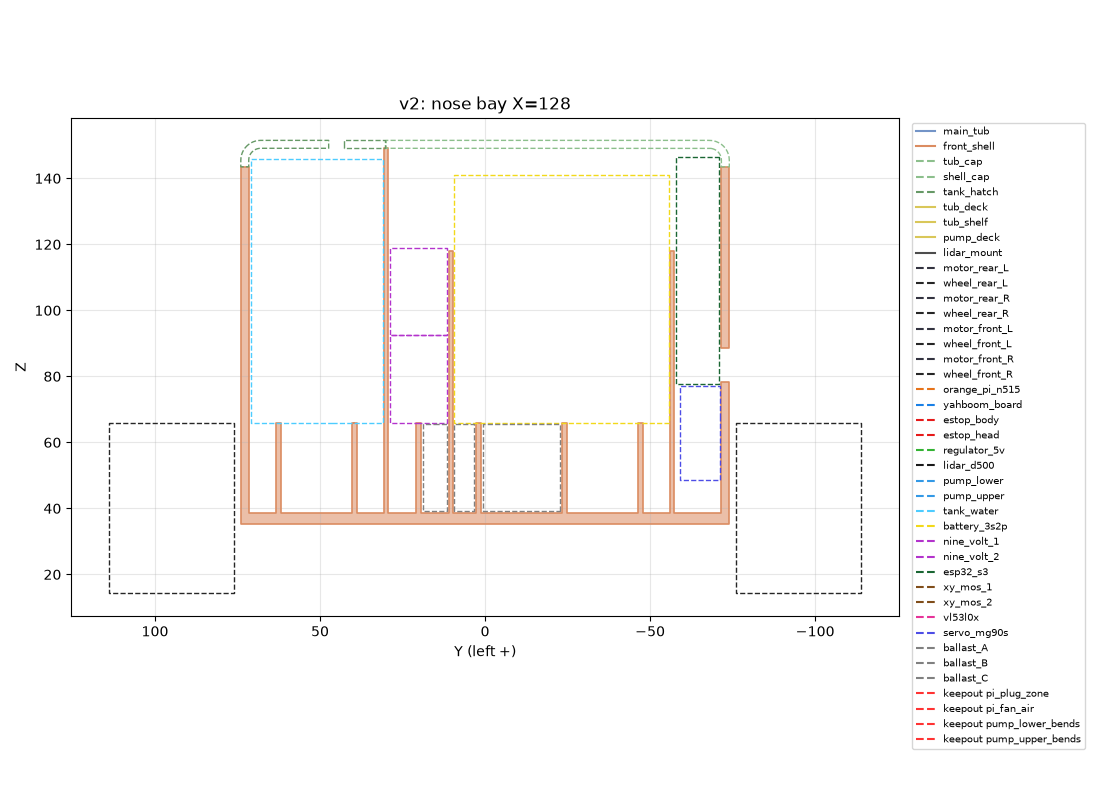 v2: nose bay X=128
140
120
100
80
60
40
20
Z
100
50
0
−50
−100
Y (left +)
main_tub
front_shell
tub_cap
shell_cap
tank_hatch
tub_deck
tub_shelf
pump_deck
lidar_mount
motor_rear_L
wheel_rear_L
motor_rear_R
wheel_rear_R
motor_front_L
wheel_front_L
motor_front_R
wheel_front_R
orange_pi_n515
yahboom_board
estop_body
estop_head
regulator_5v
lidar_d500
pump_lower
pump_upper
tank_water
battery_3s2p
nine_volt_1
nine_volt_2
esp32_s3
xy_mos_1
xy_mos_2
vl53l0x
servo_mg90s
ballast_A
ballast_B
ballast_C
keepout pi_plug_zone
keepout pi_fan_air
keepout pump_lower_bends
keepout pump_upper_bends